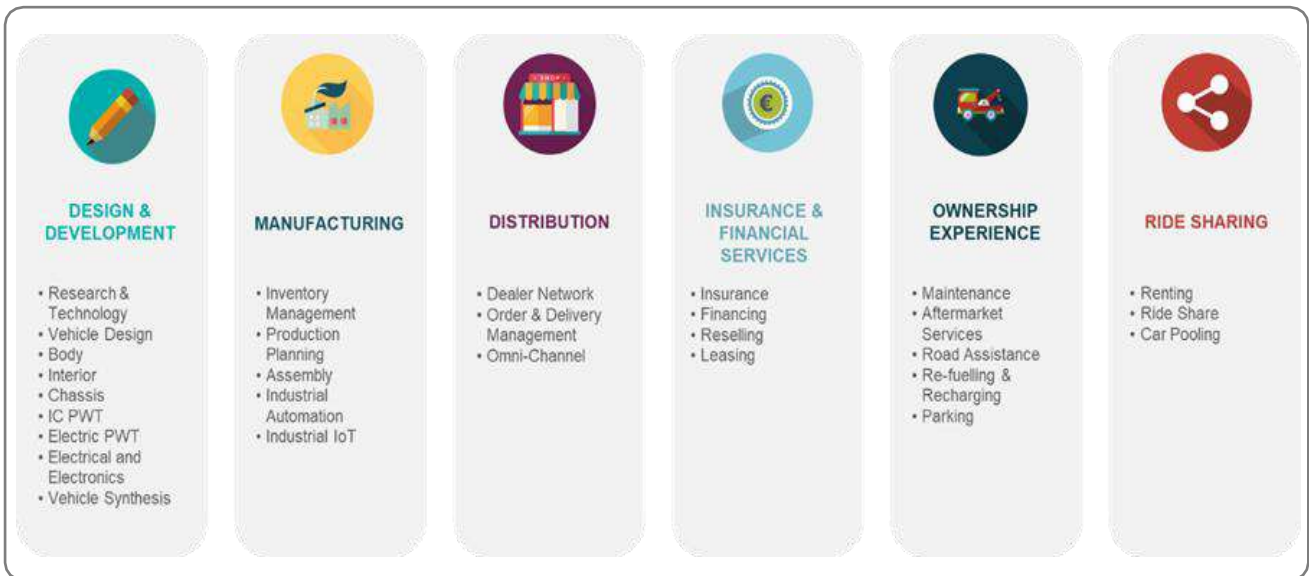 DESIGN &
DEVELOPMENT
• Research &
Technology
• Vehicle Design
• Body
• Interior
• Chassis
• IC PWT
• Electric PWT
• Electrical and
Electronics
• Vehicle Synthesis
MANUFACTURING
• Inventory
Management
• Production
Planning
• Assembly
• Industrial
Automation
• Industrial IoT
SHOP
DISTRIBUTION
• Dealer Network
• Order & Delivery
Management
• Omni-Channel
€
INSURANCE &
FINANCIAL
SERVICES
• Insurance
• Financing
• Reselling
• Leasing
OWNERSHIP
EXPERIENCE
• Maintenance
• Aftermarket
Services
• Road Assistance
• Re-fuelling &
Recharging
• Parking
RIDE SHARING
• Renting
• Ride Share
• Car Pooling